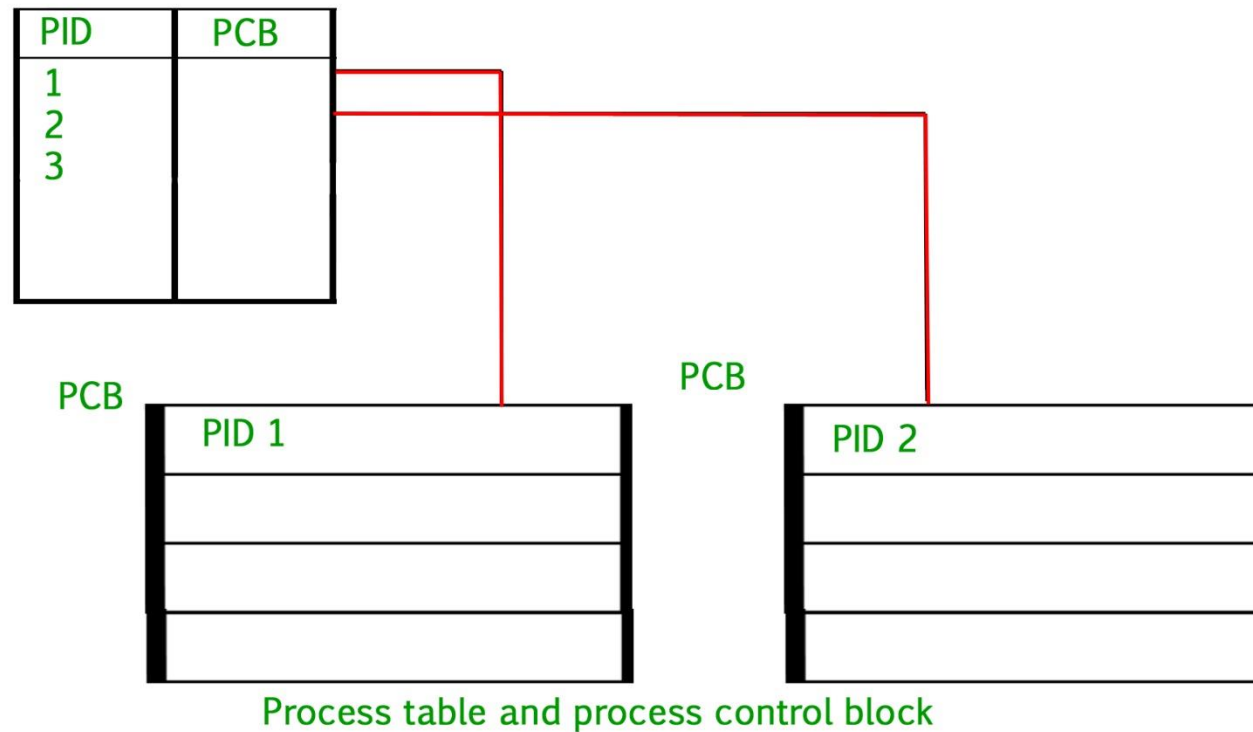 PID PCB
1
2
3
PCB
PCB
PID 1
PID 2
Process table and process control block